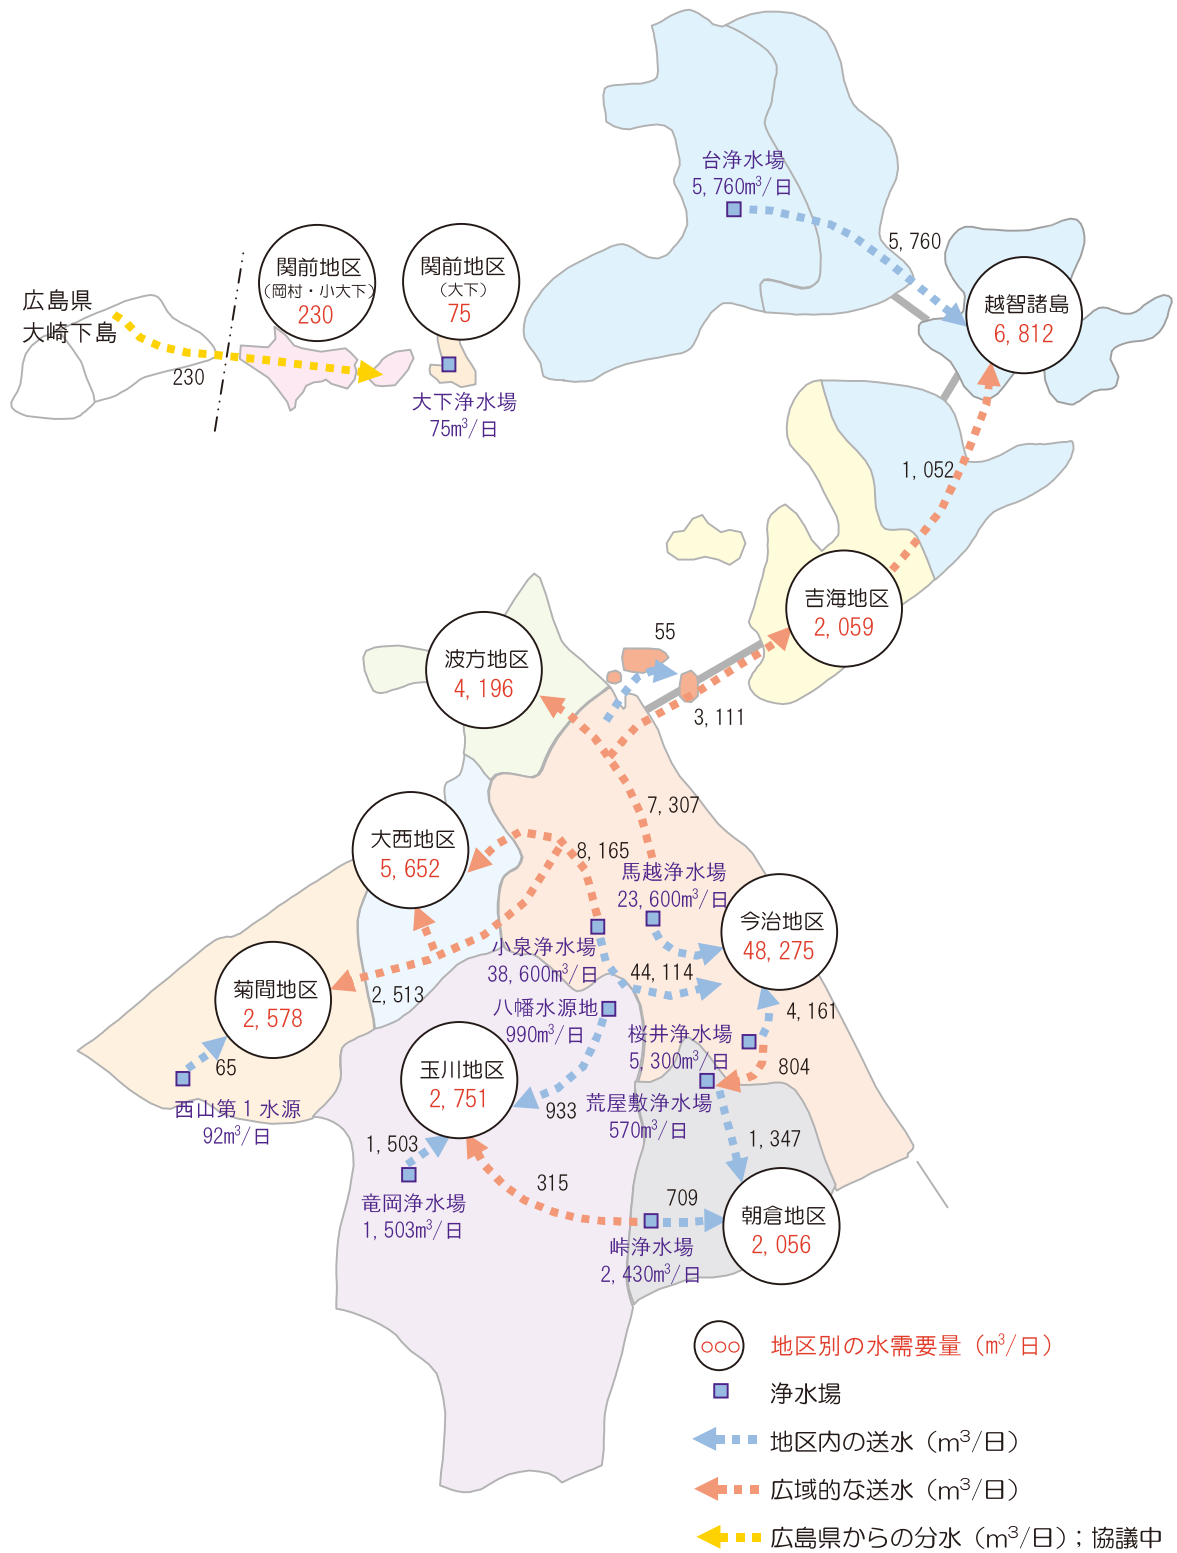 台浄水場
5,760m³/日
5,760
越智諸島
6,812
関前地区
(岡村・小大下)
230
関前地区
(大下)
75
広島県
大崎下島
230
大下浄水場
75m³/日
1,052
吉海地区
2,059
55
3,111
波方地区
4,196
7,307
大西地区
5,652
8,165
馬越浄水場
23,600m³/日
今治地区
48,275
小泉浄水場
38,600m³/日
44,114
菊間地区
2,578
2,513
八幡水源地
990m³/日
4,161
桜井浄水場
5,300m³/日
804
65
西山第1水源
92m³/日
玉川地区
2,751
933
荒屋敷浄水場
570m³/日
1,347
1,503
竜岡浄水場
1,503m³/日
315
709
朝倉地区
2,056
峠浄水場
2,430m³/日
○○○ 地区別の水需要量(m³/日)
浄水場
地区内の送水(m³/日)
広域的な送水(m³/日)
広島県からの分水(m³/日);協議中